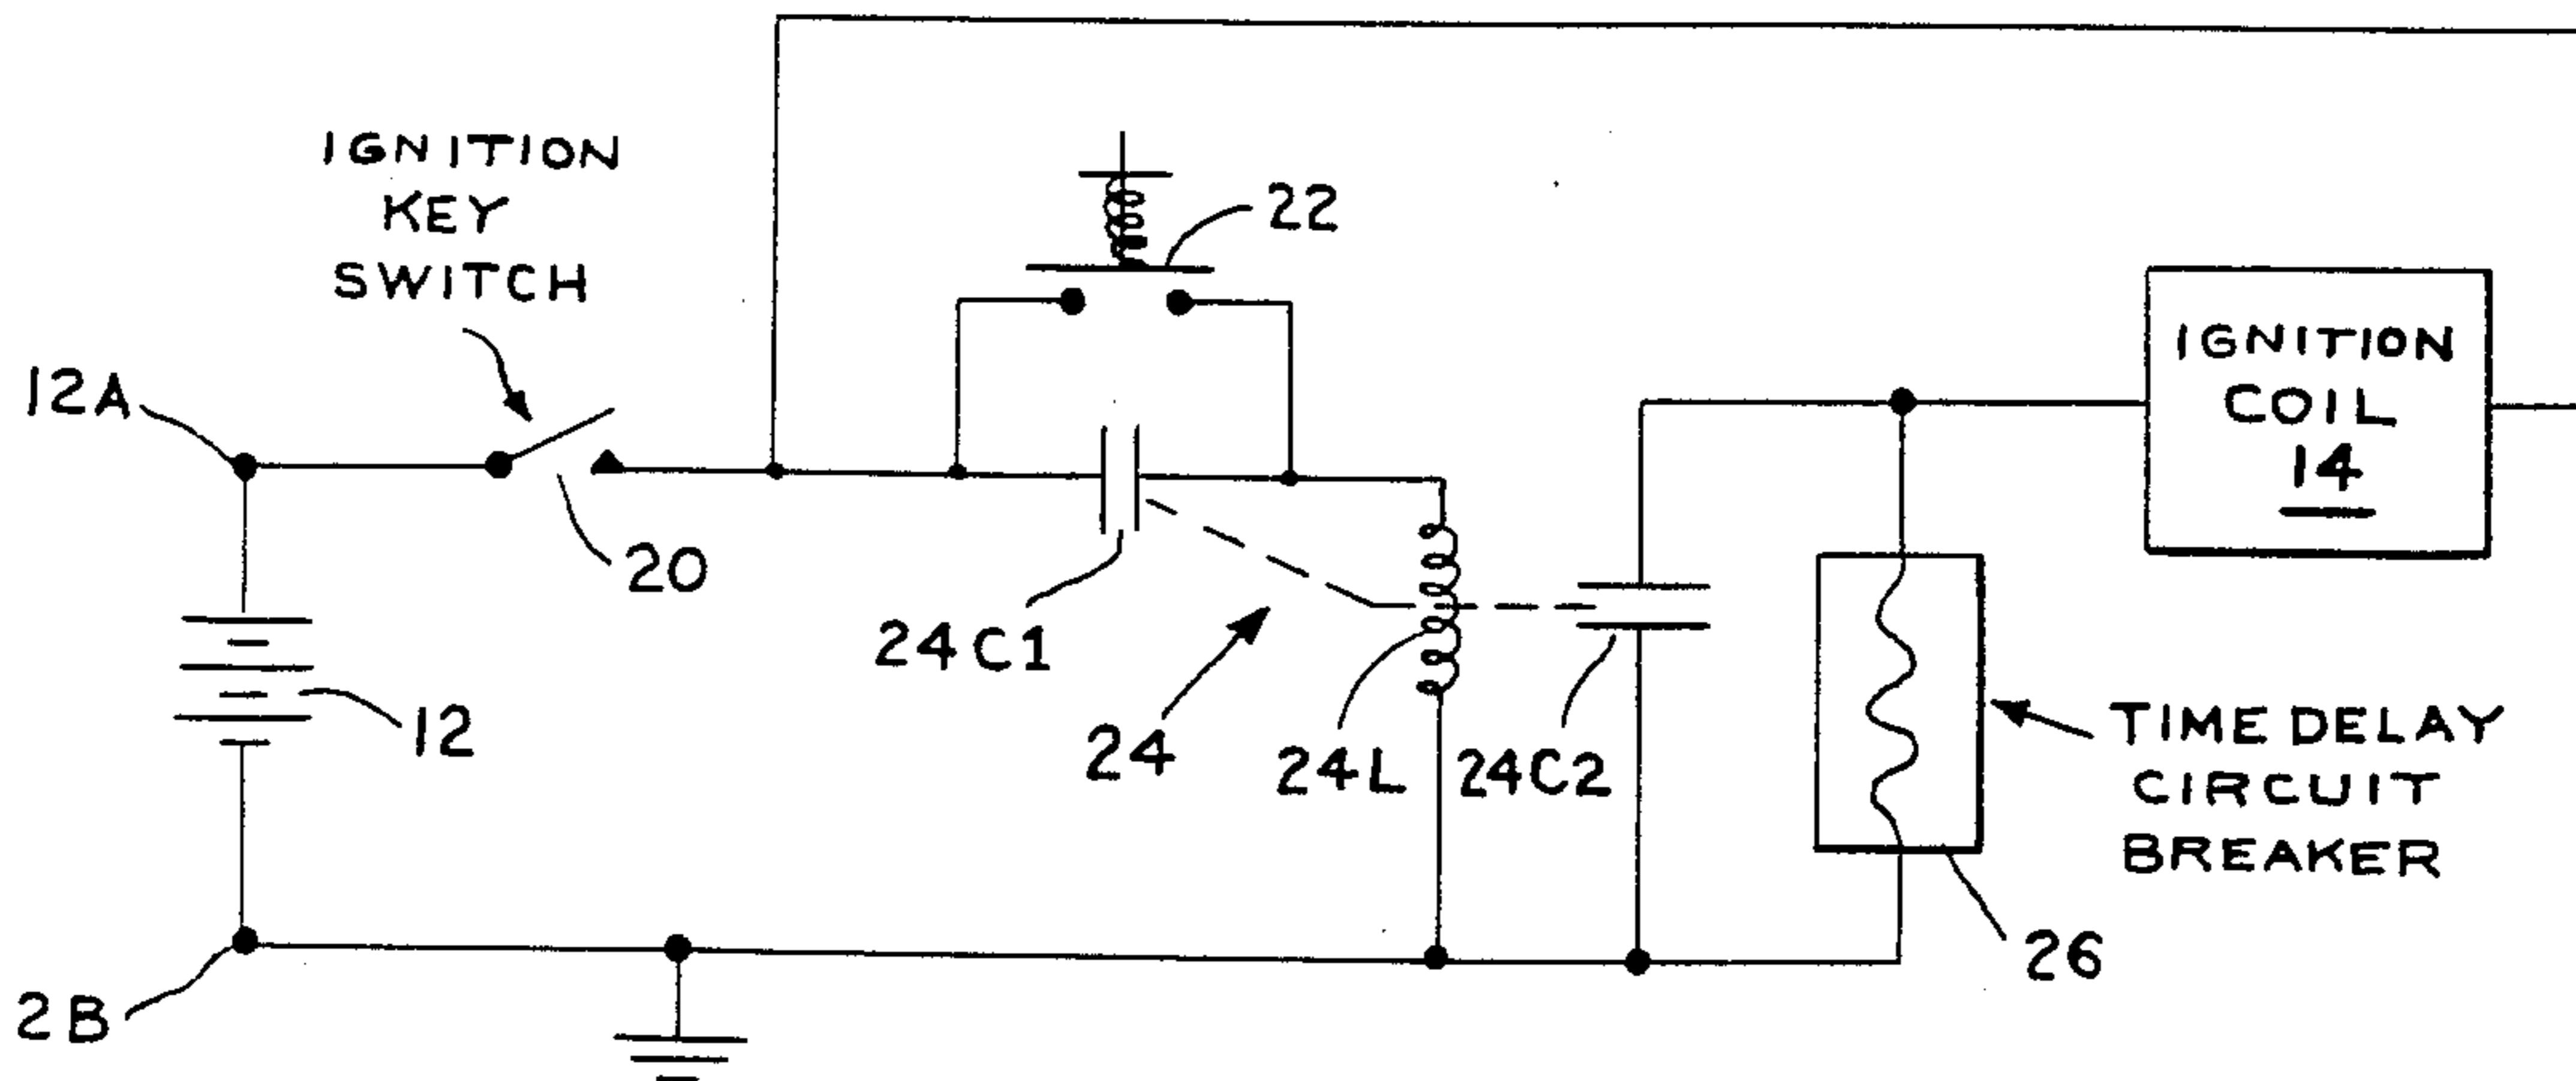 IGNITION
KEY
SWITCH
22
12A
20
IGNITION
COIL
14
24C1
12
24
24L
24C2
TIME DELAY
CIRCUIT
BREAKER
26
2B